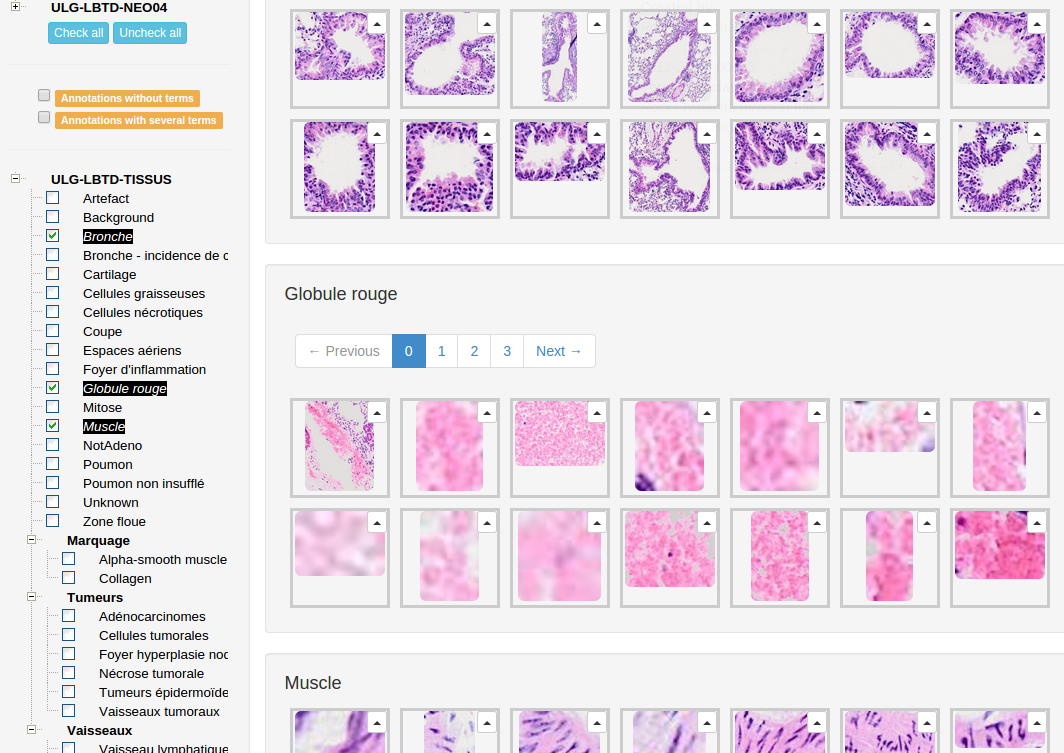 ULG-LBTD-NEO04
Check all
Uncheck all
Annotations without terms
Annotations with several terms
ULG-LBTD-TISSUS
Artefact
Background
Bronche
Bronche - incidence de c
Cartilage
Cellules graisseuses
Cellules nécrotiques
Coupe
Espaces aériens
Foyer d'inflammation
Globule rouge
Mitose
Muscle
NotAdeno
Poumon
Poumon non insufflé
Unknown
Zone floue
Marquage
Alpha-smooth muscle
Collagen
Tumeurs
Adénocarcinomes
Cellules tumorales
Foyer hyperplasie noc
Nécrose tumorale
Tumeurs épidermoïde
Vaisseaux tumoraux
Vaisseaux
Vaisseau lymphatique
Globule rouge
← Previous 0 1 2 3 Next →
Muscle